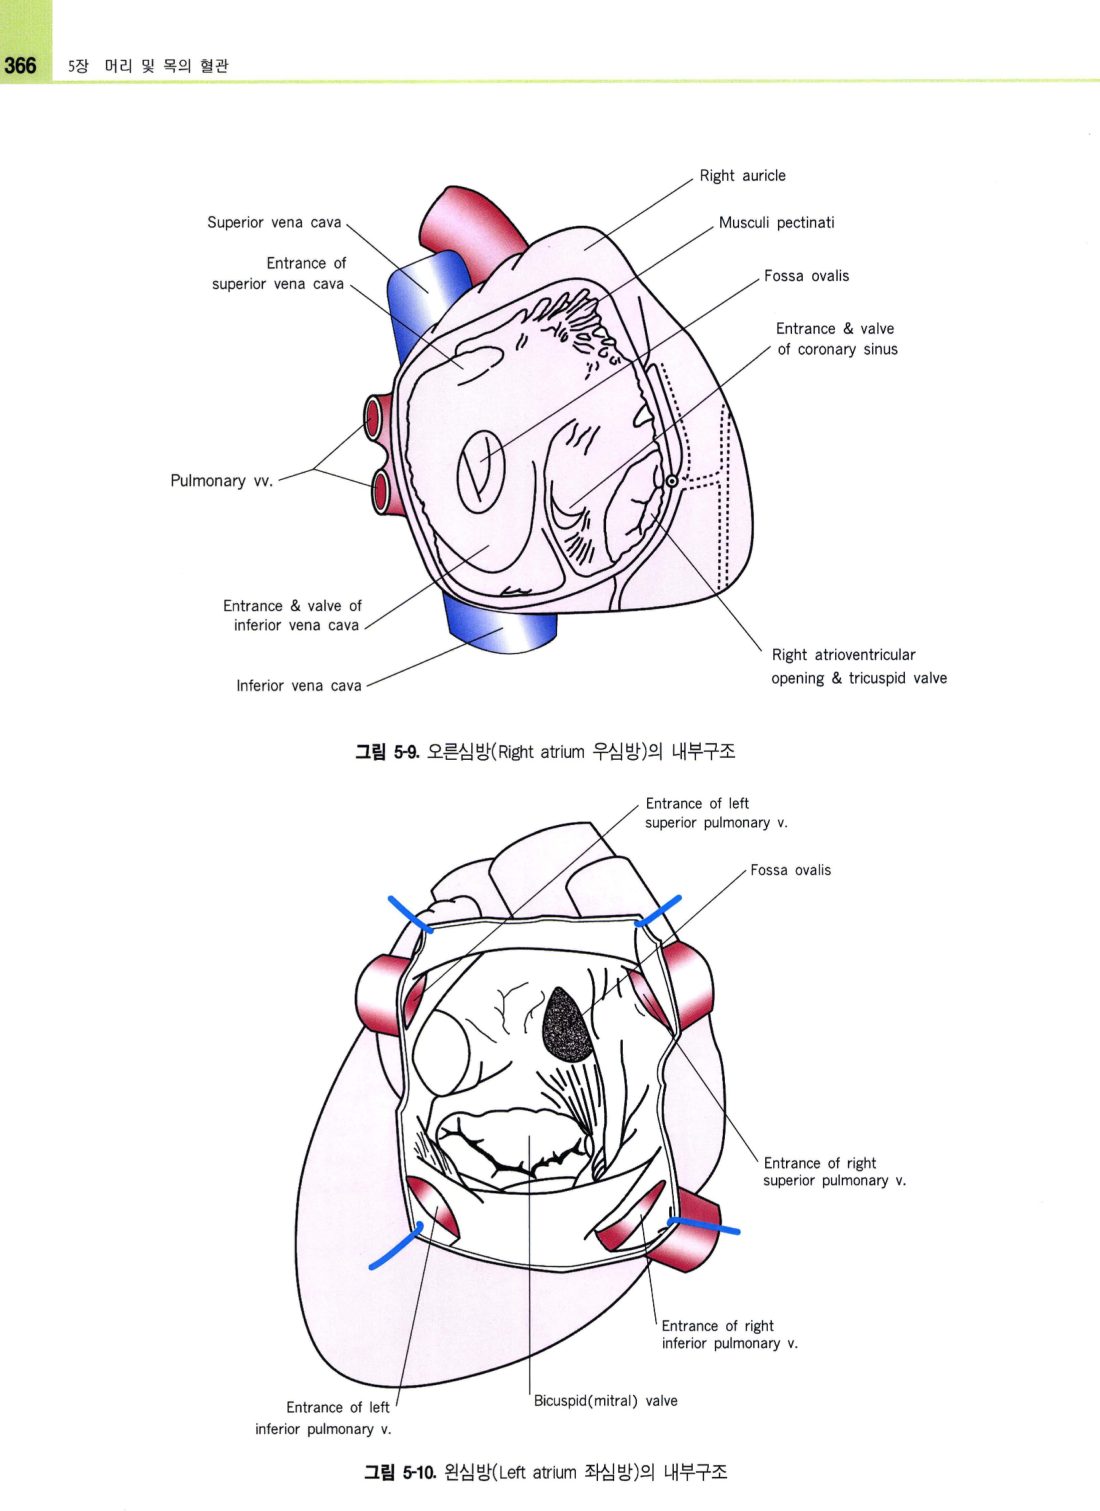 366 5장 머리 및 목의 혈관
Right auricle
Superior vena cava
Musculi pectinati
Entrance of
superior vena cava
Fossa ovalis
Entrance & valve
of coronary sinus
Pulmonary vv.
Entrance & valve of
inferior vena cava
Right atrioventricular
opening & tricuspid valve
Inferior vena cava
그림 5-9. 오른심방(Right atrium 우심방)의 내부구조
Entrance of left
superior pulmonary v.
Fossa ovalis
Entrance of right
superior pulmonary v.
Entrance of right
inferior pulmonary v.
Bicuspid(mitral) valve
Entrance of left
inferior pulmonary v.
그림 5-10. 왼심방(Left atrium 좌심방)의 내부구조